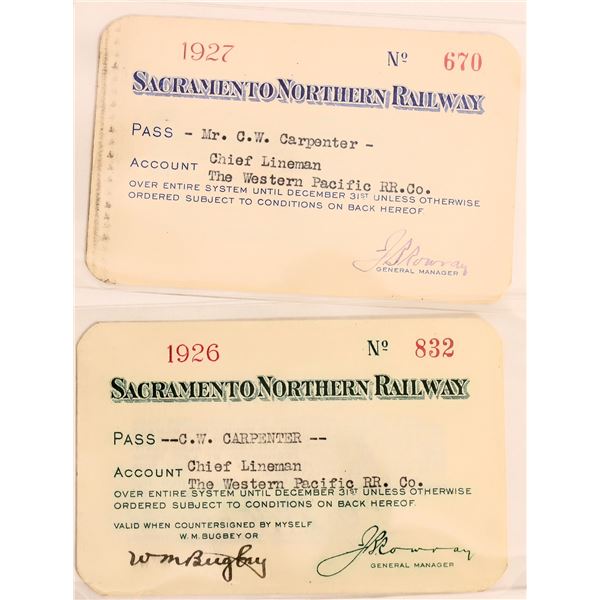 1927 Nº 670
SACRAMENTO NORTHERN RAILWAY
PASS - Mr. C.W. Carpenter -
ACCOUNT Chief Lineman
The Western Pacific RR.Co.
OVER ENTIRE SYSTEM UNTIL DECEMBER 31ST UNLESS OTHERWISE
ORDERED SUBJECT TO CONDITIONS ON BACK HEREOF.
J.B. Rowray
GENERAL MANAGER
1926 Nº 832
SACRAMENTO NORTHERN RAILWAY
PASS --C.W. CARPENTER --
ACCOUNT Chief Lineman
The Western Pacific RR. Co.
OVER ENTIRE SYSTEM UNTIL DECEMBER 31ST UNLESS OTHERWISE
ORDERED SUBJECT TO CONDITIONS ON BACK HEREOF.
VALID WHEN COUNTERSIGNED BY MYSELF
W. M. BUGBEY OR
W M Bugbey J.B. Rowray
GENERAL MANAGER